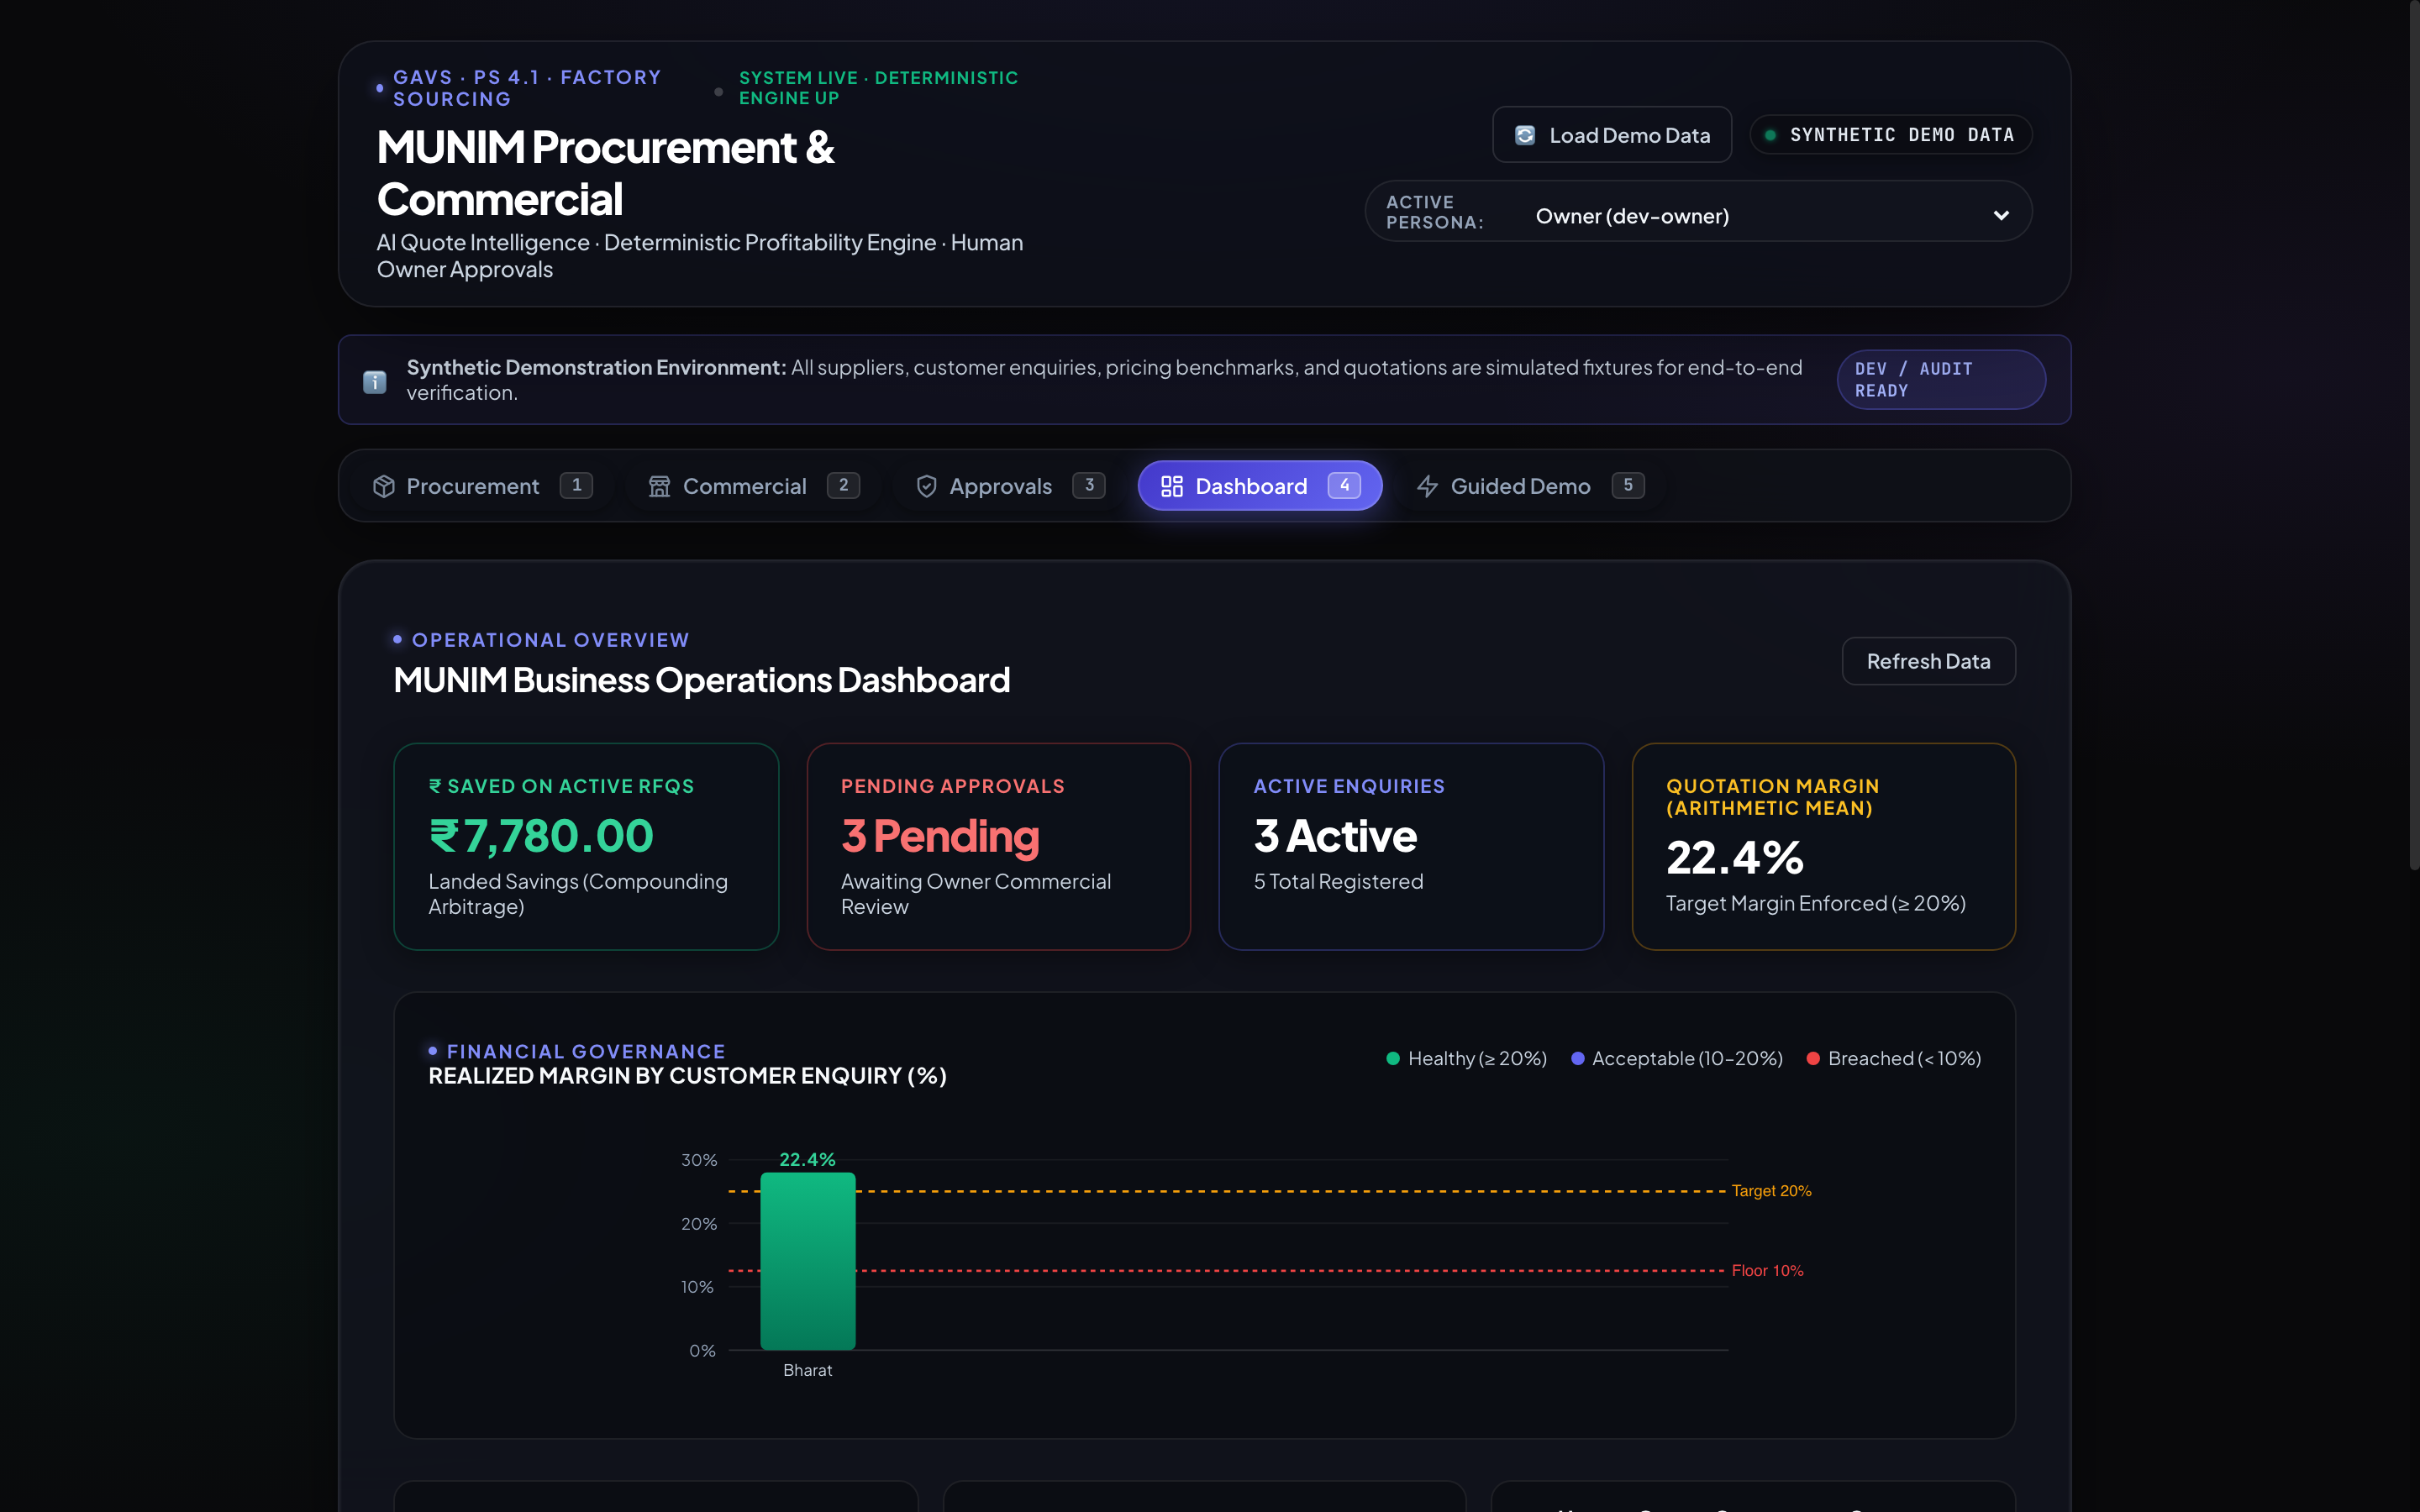 GAVS · PS 4.1 · FACTORY
SOURCING
SYSTEM LIVE · DETERMINISTIC
ENGINE UP
MUNIM Procurement &
Commercial
AI Quote Intelligence · Deterministic Profitability Engine · Human
Owner Approvals
Load Demo Data
SYNTHETIC DEMO DATA
ACTIVE
PERSONA:
Owner (dev-owner)
Synthetic Demonstration Environment: All suppliers, customer enquiries, pricing benchmarks, and quotations are simulated fixtures for end-to-end
verification.
DEV / AUDIT
READY
Procurement 1
Commercial 2
Approvals 3
Dashboard 4
Guided Demo 5
OPERATIONAL OVERVIEW
MUNIM Business Operations Dashboard
Refresh Data
₹ SAVED ON ACTIVE RFQS
₹ 7,780.00
Landed Savings (Compounding
Arbitrage)
PENDING APPROVALS
3 Pending
Awaiting Owner Commercial
Review
ACTIVE ENQUIRIES
3 Active
5 Total Registered
QUOTATION MARGIN
(ARITHMETIC MEAN)
22.4%
Target Margin Enforced (≥ 20%)
FINANCIAL GOVERNANCE
REALIZED MARGIN BY CUSTOMER ENQUIRY (%)
Healthy (≥ 20%)
Acceptable (10–20%)
Breached (< 10%)
30%
22.4%
Target 20%
20%
Floor 10%
10%
0%
Bharat